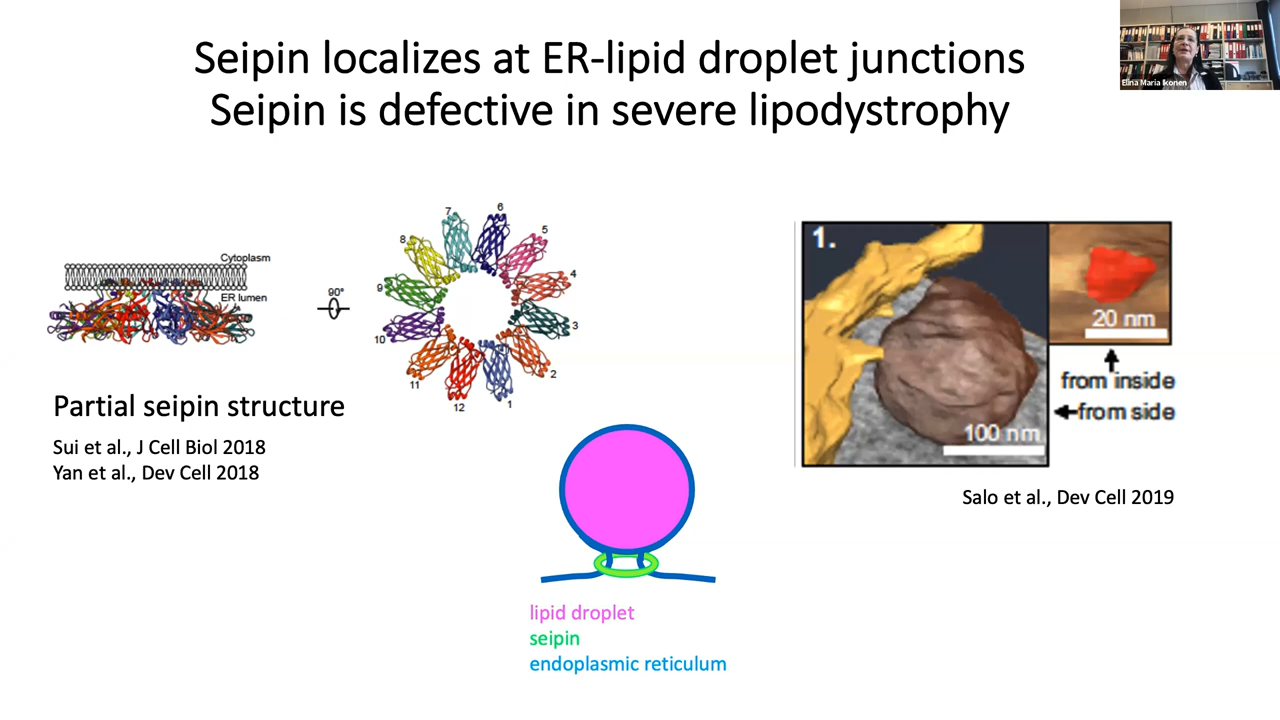 Seipin localizes at ER-lipid droplet junctions
Seipin is defective in severe lipodystrophy
Elina Maria Ikonen
Cytoplasm
ER lumen
90°
1
2
3
4
5
6
7
8
9
10
11
12
Partial seipin structure
Sui et al., J Cell Biol 2018
Yan et al., Dev Cell 2018
1.
20 nm
from inside
from side
100 nm
Salo et al., Dev Cell 2019
lipid droplet
seipin
endoplasmic reticulum